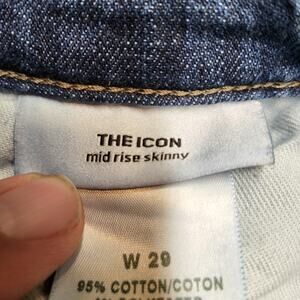 THE ICON
mid rise skinny
W 29
95% COTTON/COTON